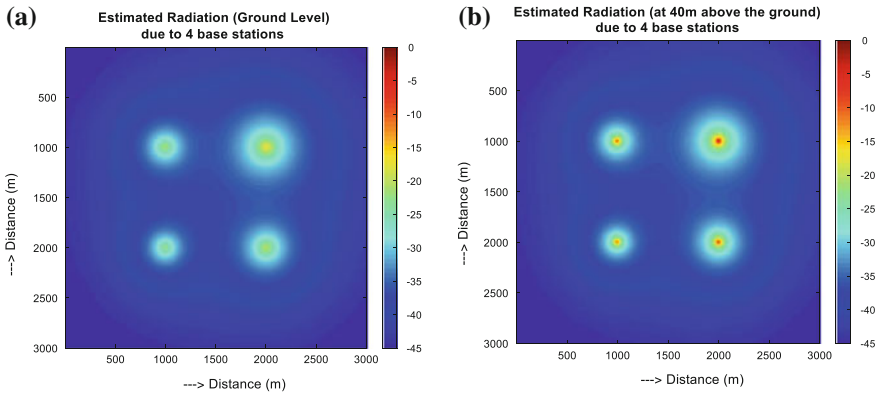 (a)
Estimated Radiation (Ground Level)
due to 4 base stations
500
1000
1500
2000
2500
3000
---> Distance (m)
500 1000 1500 2000 2500 3000
---> Distance (m)
0
-5
-10
-15
-20
-25
-30
-35
-40
-45
(b)
Estimated Radiation (at 40m above the ground)
due to 4 base stations
500
1000
1500
2000
2500
3000
---> Distance (m)
500 1000 1500 2000 2500 3000
---> Distance (m)
0
-5
-10
-15
-20
-25
-30
-35
-40
-45